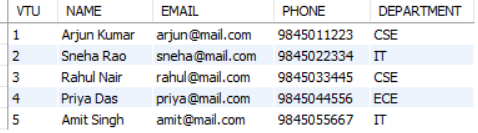 VTU NAME EMAIL PHONE DEPARTMENT
1 Arjun Kumar arjun@mail.com 9845011223 CSE
2 Sneha Rao sneha@mail.com 9845022334 IT
3 Rahul Nair rahul@mail.com 9845033445 CSE
4 Priya Das priya@mail.com 9845044556 ECE
5 Amit Singh amit@mail.com 9845055667 IT